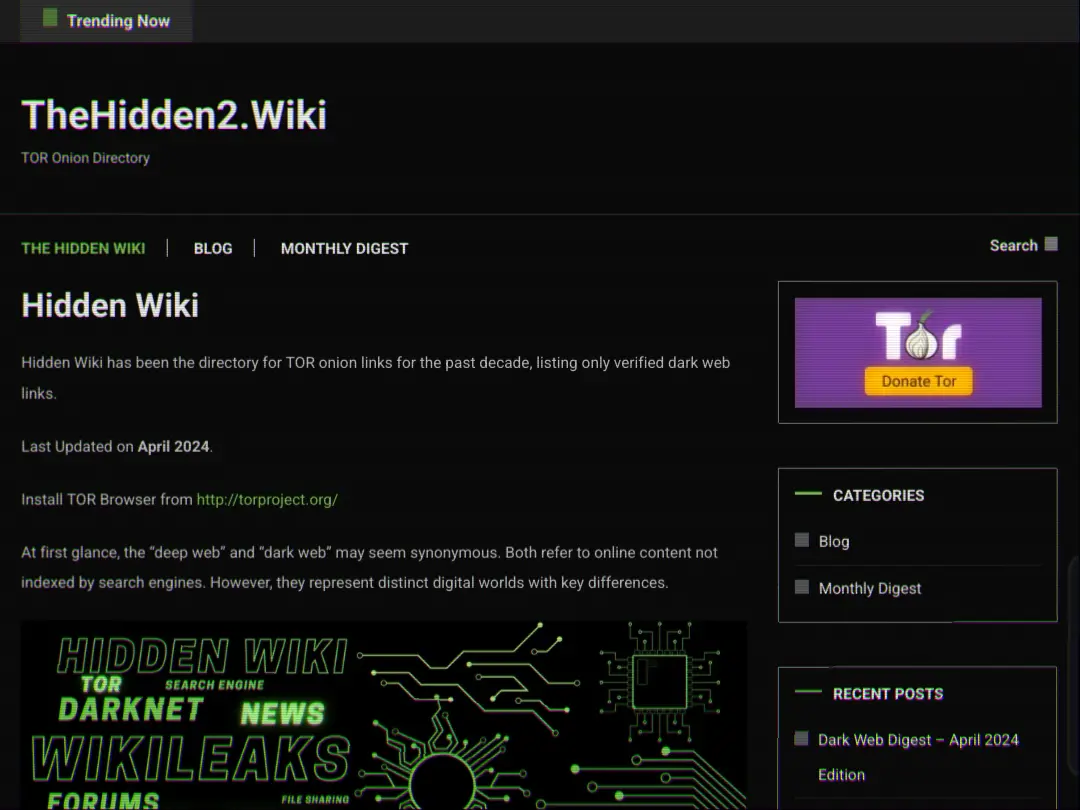 Trending Now
TheHidden2.Wiki
TOR Onion Directory
THE HIDDEN WIKI
BLOG
MONTHLY DIGEST
Search
Hidden Wiki
Hidden Wiki has been the directory for TOR onion links for the past decade, listing only verified dark web
links.
Last Updated on April 2024.
Install TOR Browser from http://torproject.org/
At first glance, the “deep web” and “dark web” may seem synonymous. Both refer to online content not
indexed by search engines. However, they represent distinct digital worlds with key differences.
HIDDEN WIKI
TOR
SEARCH ENGINE
DARKNET
NEWS
WIKILEAKS
FORUMS
FILE SHARING
Tor
Donate Tor
CATEGORIES
Blog
Monthly Digest
RECENT POSTS
Dark Web Digest – April 2024
Edition